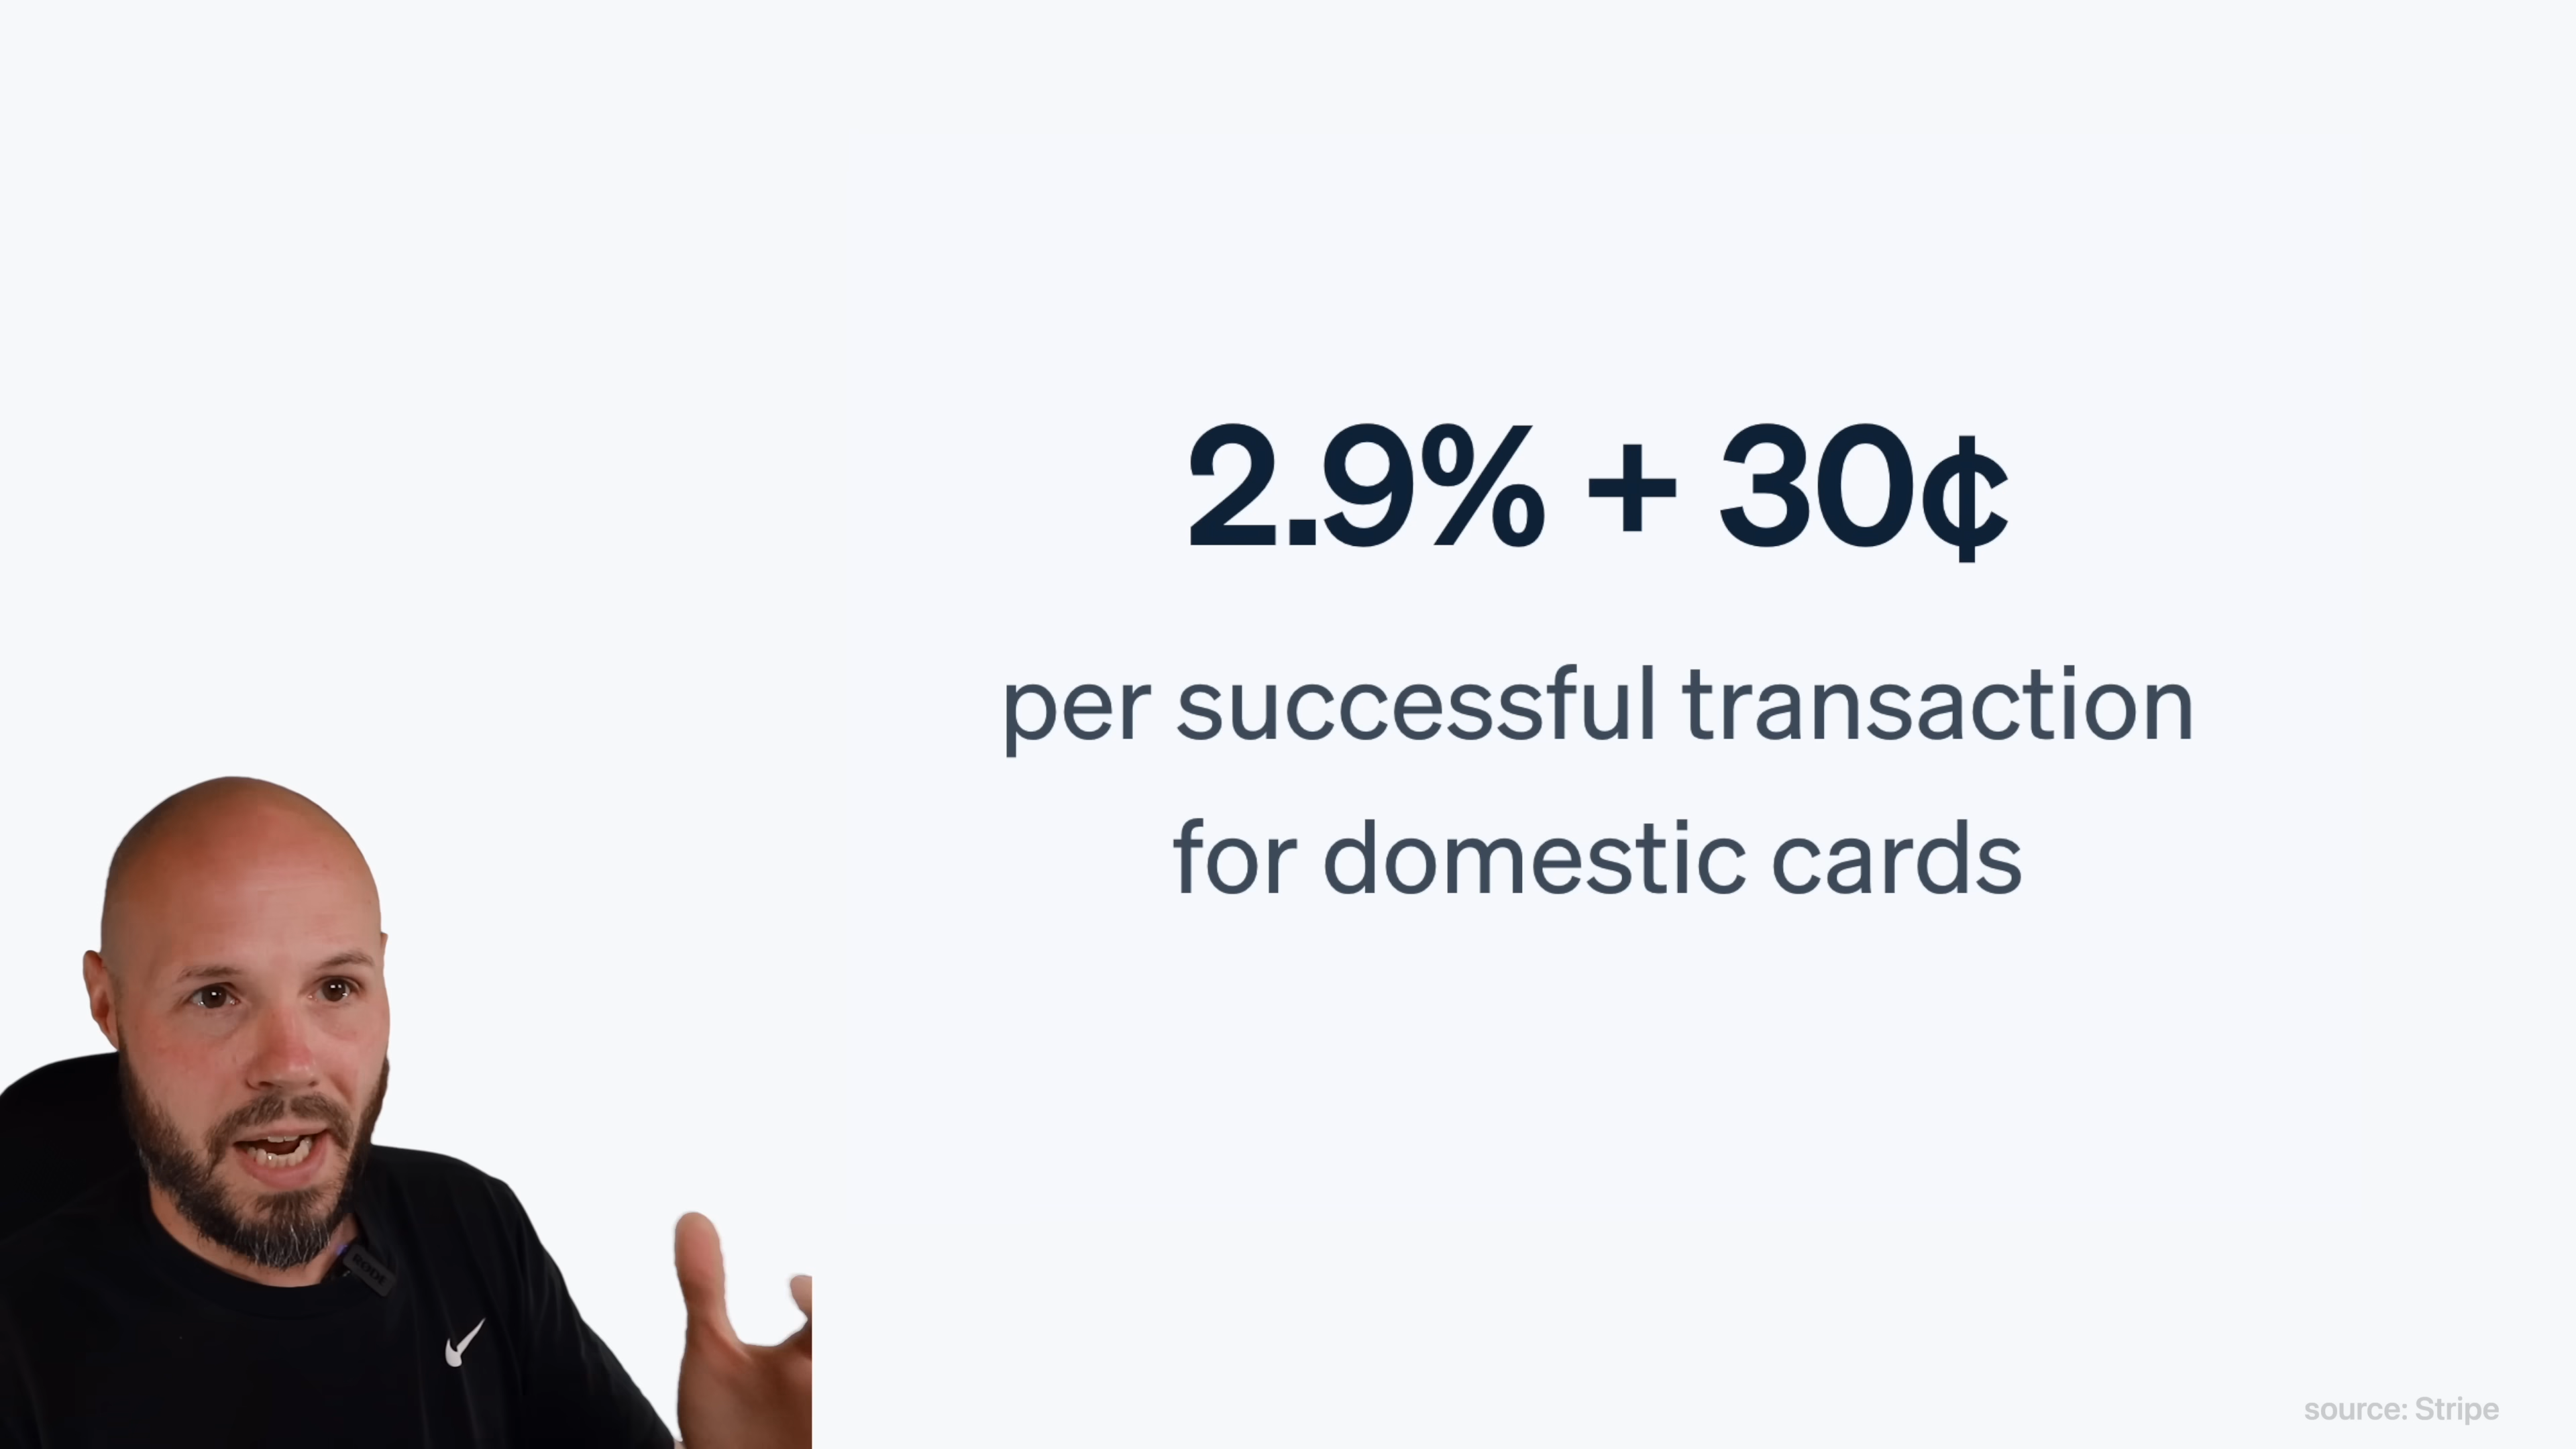 2.9% + 30¢
per successful transaction
for domestic cards
source: Stripe